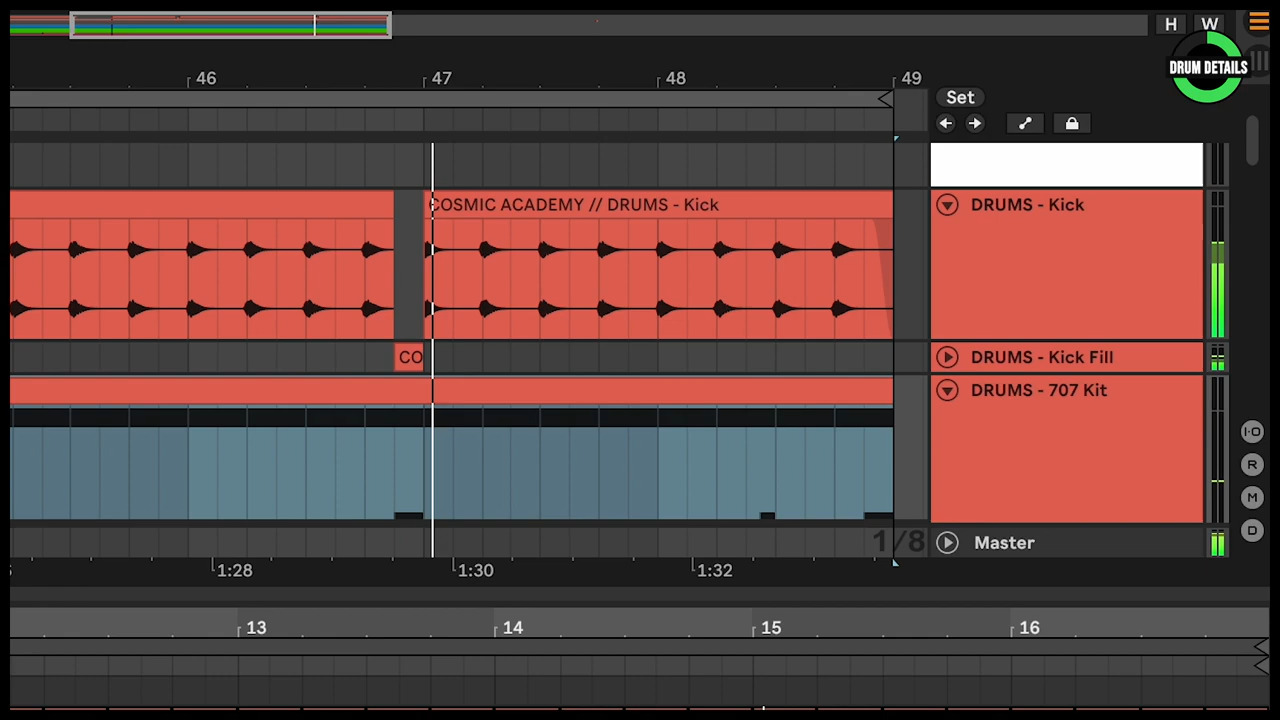 H W
DRUM DETAILS
46 47 48 49
Set
COSMIC ACADEMY // DRUMS - Kick
DRUMS - Kick
CO
DRUMS - Kick Fill
DRUMS - 707 Kit
I·O
R
M
D
1/8
Master
1:28 1:30 1:32
13 14 15 16